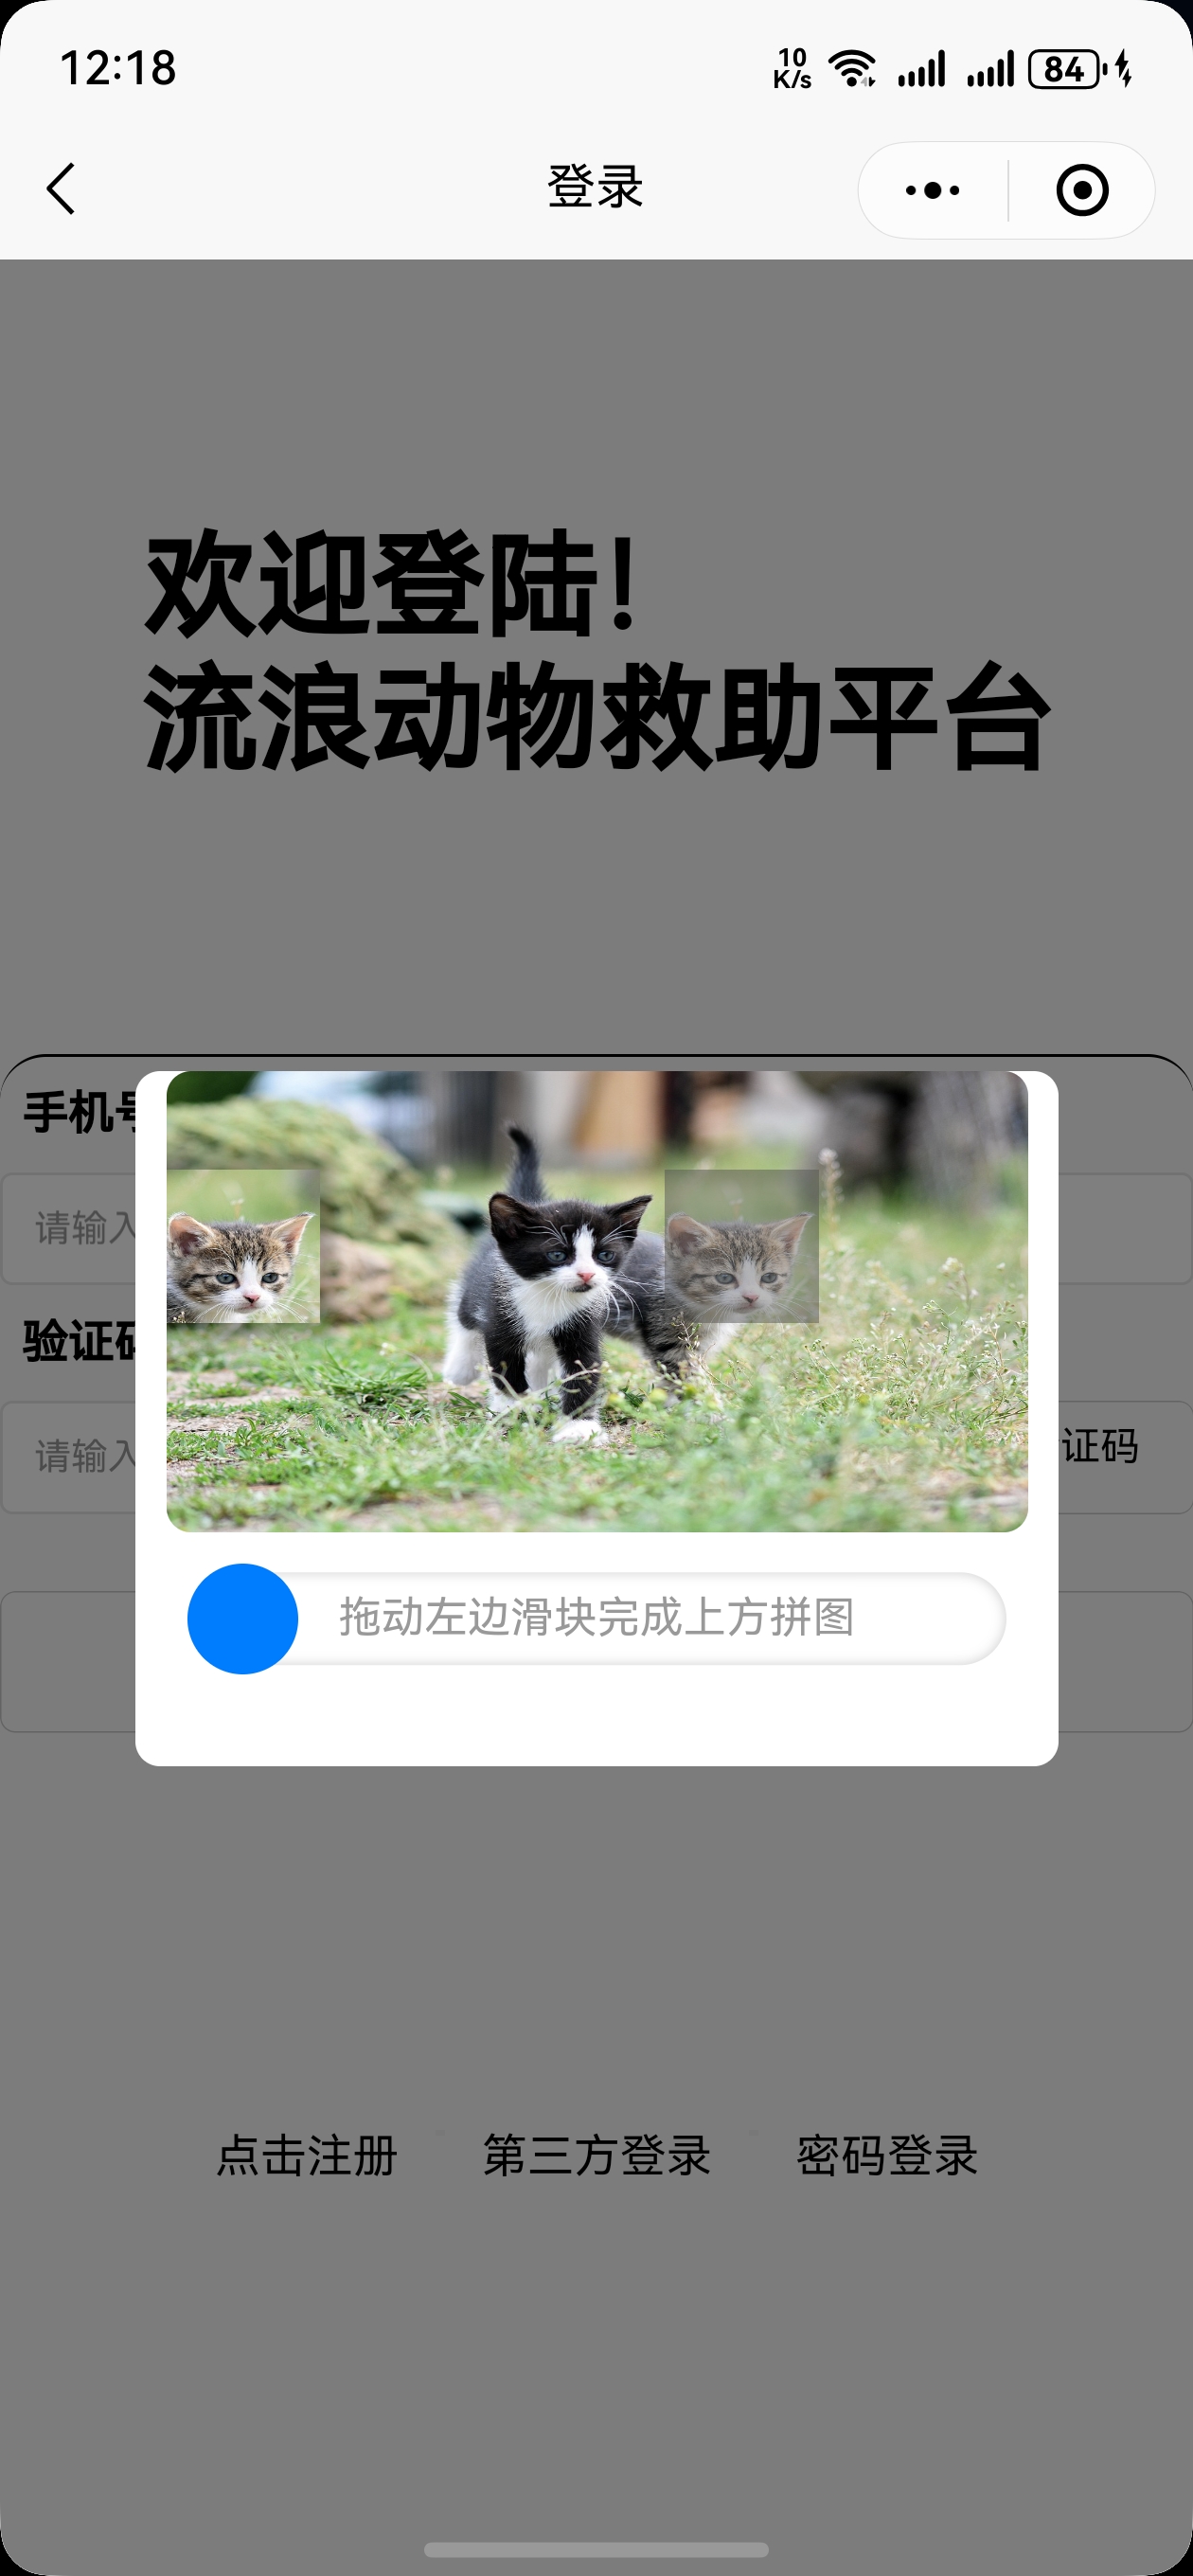 12:18
10
K/s
84
登录
欢迎登陆!
流浪动物救助平台
手机号
请输入
验证码
请输入
证码
拖动左边滑块完成上方拼图
点击注册
第三方登录
密码登录